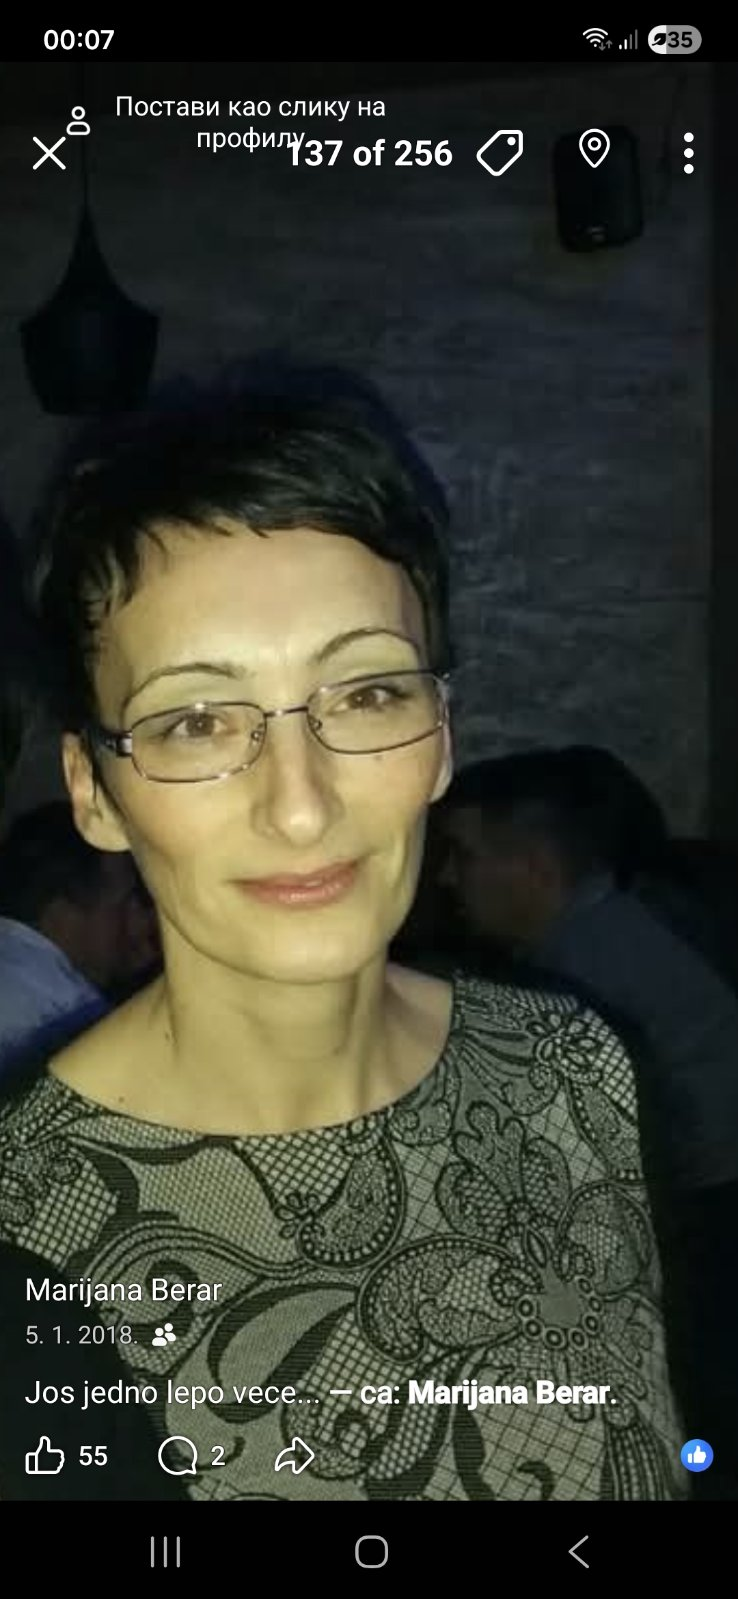 00:07
35
Постави као слику на
профилу
137 of 256
Marijana Berar
5. 1. 2018.
Jos jedno lepo vece... — са: Marijana Berar.
55
2